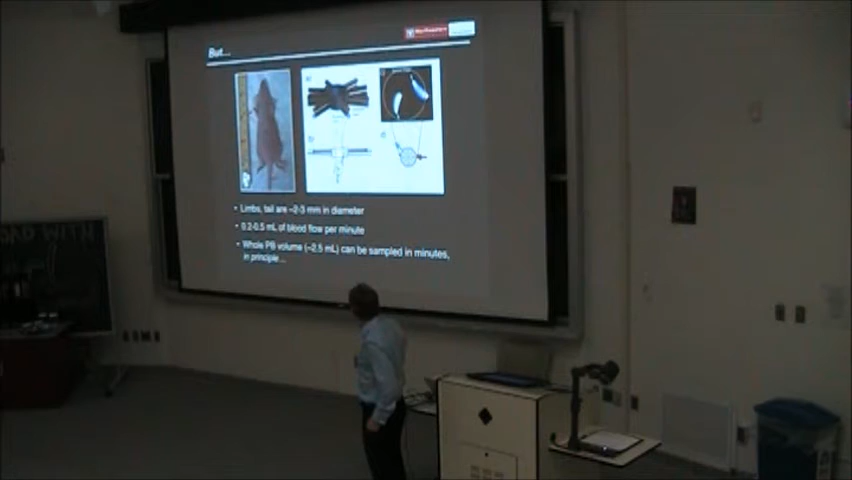 But...
• Limbs, tail are ~2-3 mm in diameter
• 0.2-0.5 mL of blood flow per minute
• Whole PB volume (~2.5 mL) can be sampled in minutes,
in principle...